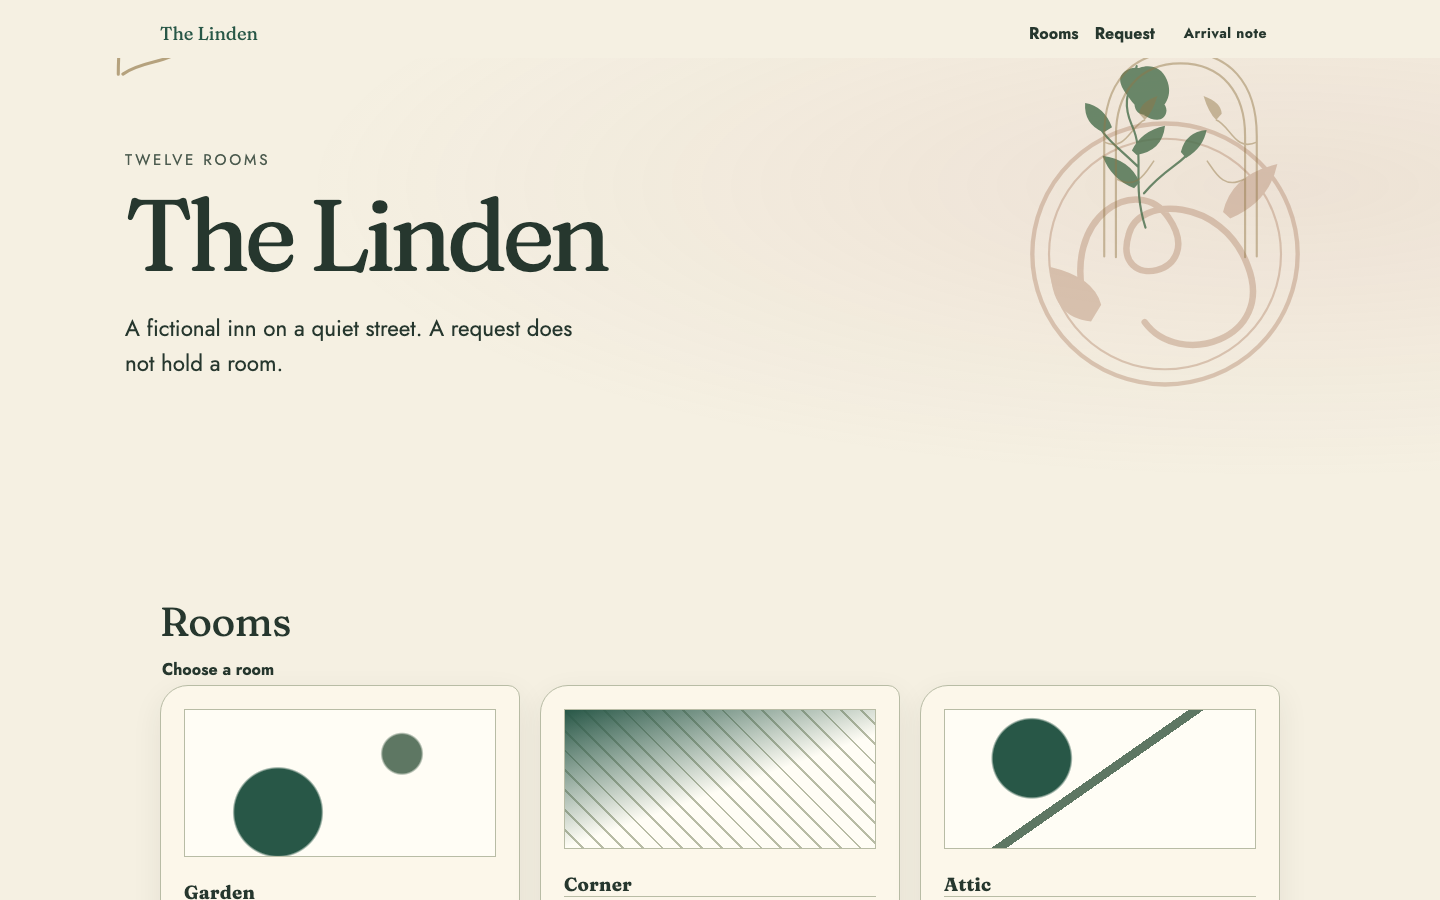 The Linden
Rooms Request Arrival note
TWELVE ROOMS
The Linden
A fictional inn on a quiet street. A request does
not hold a room.
Rooms
Choose a room
Garden
Corner
Attic